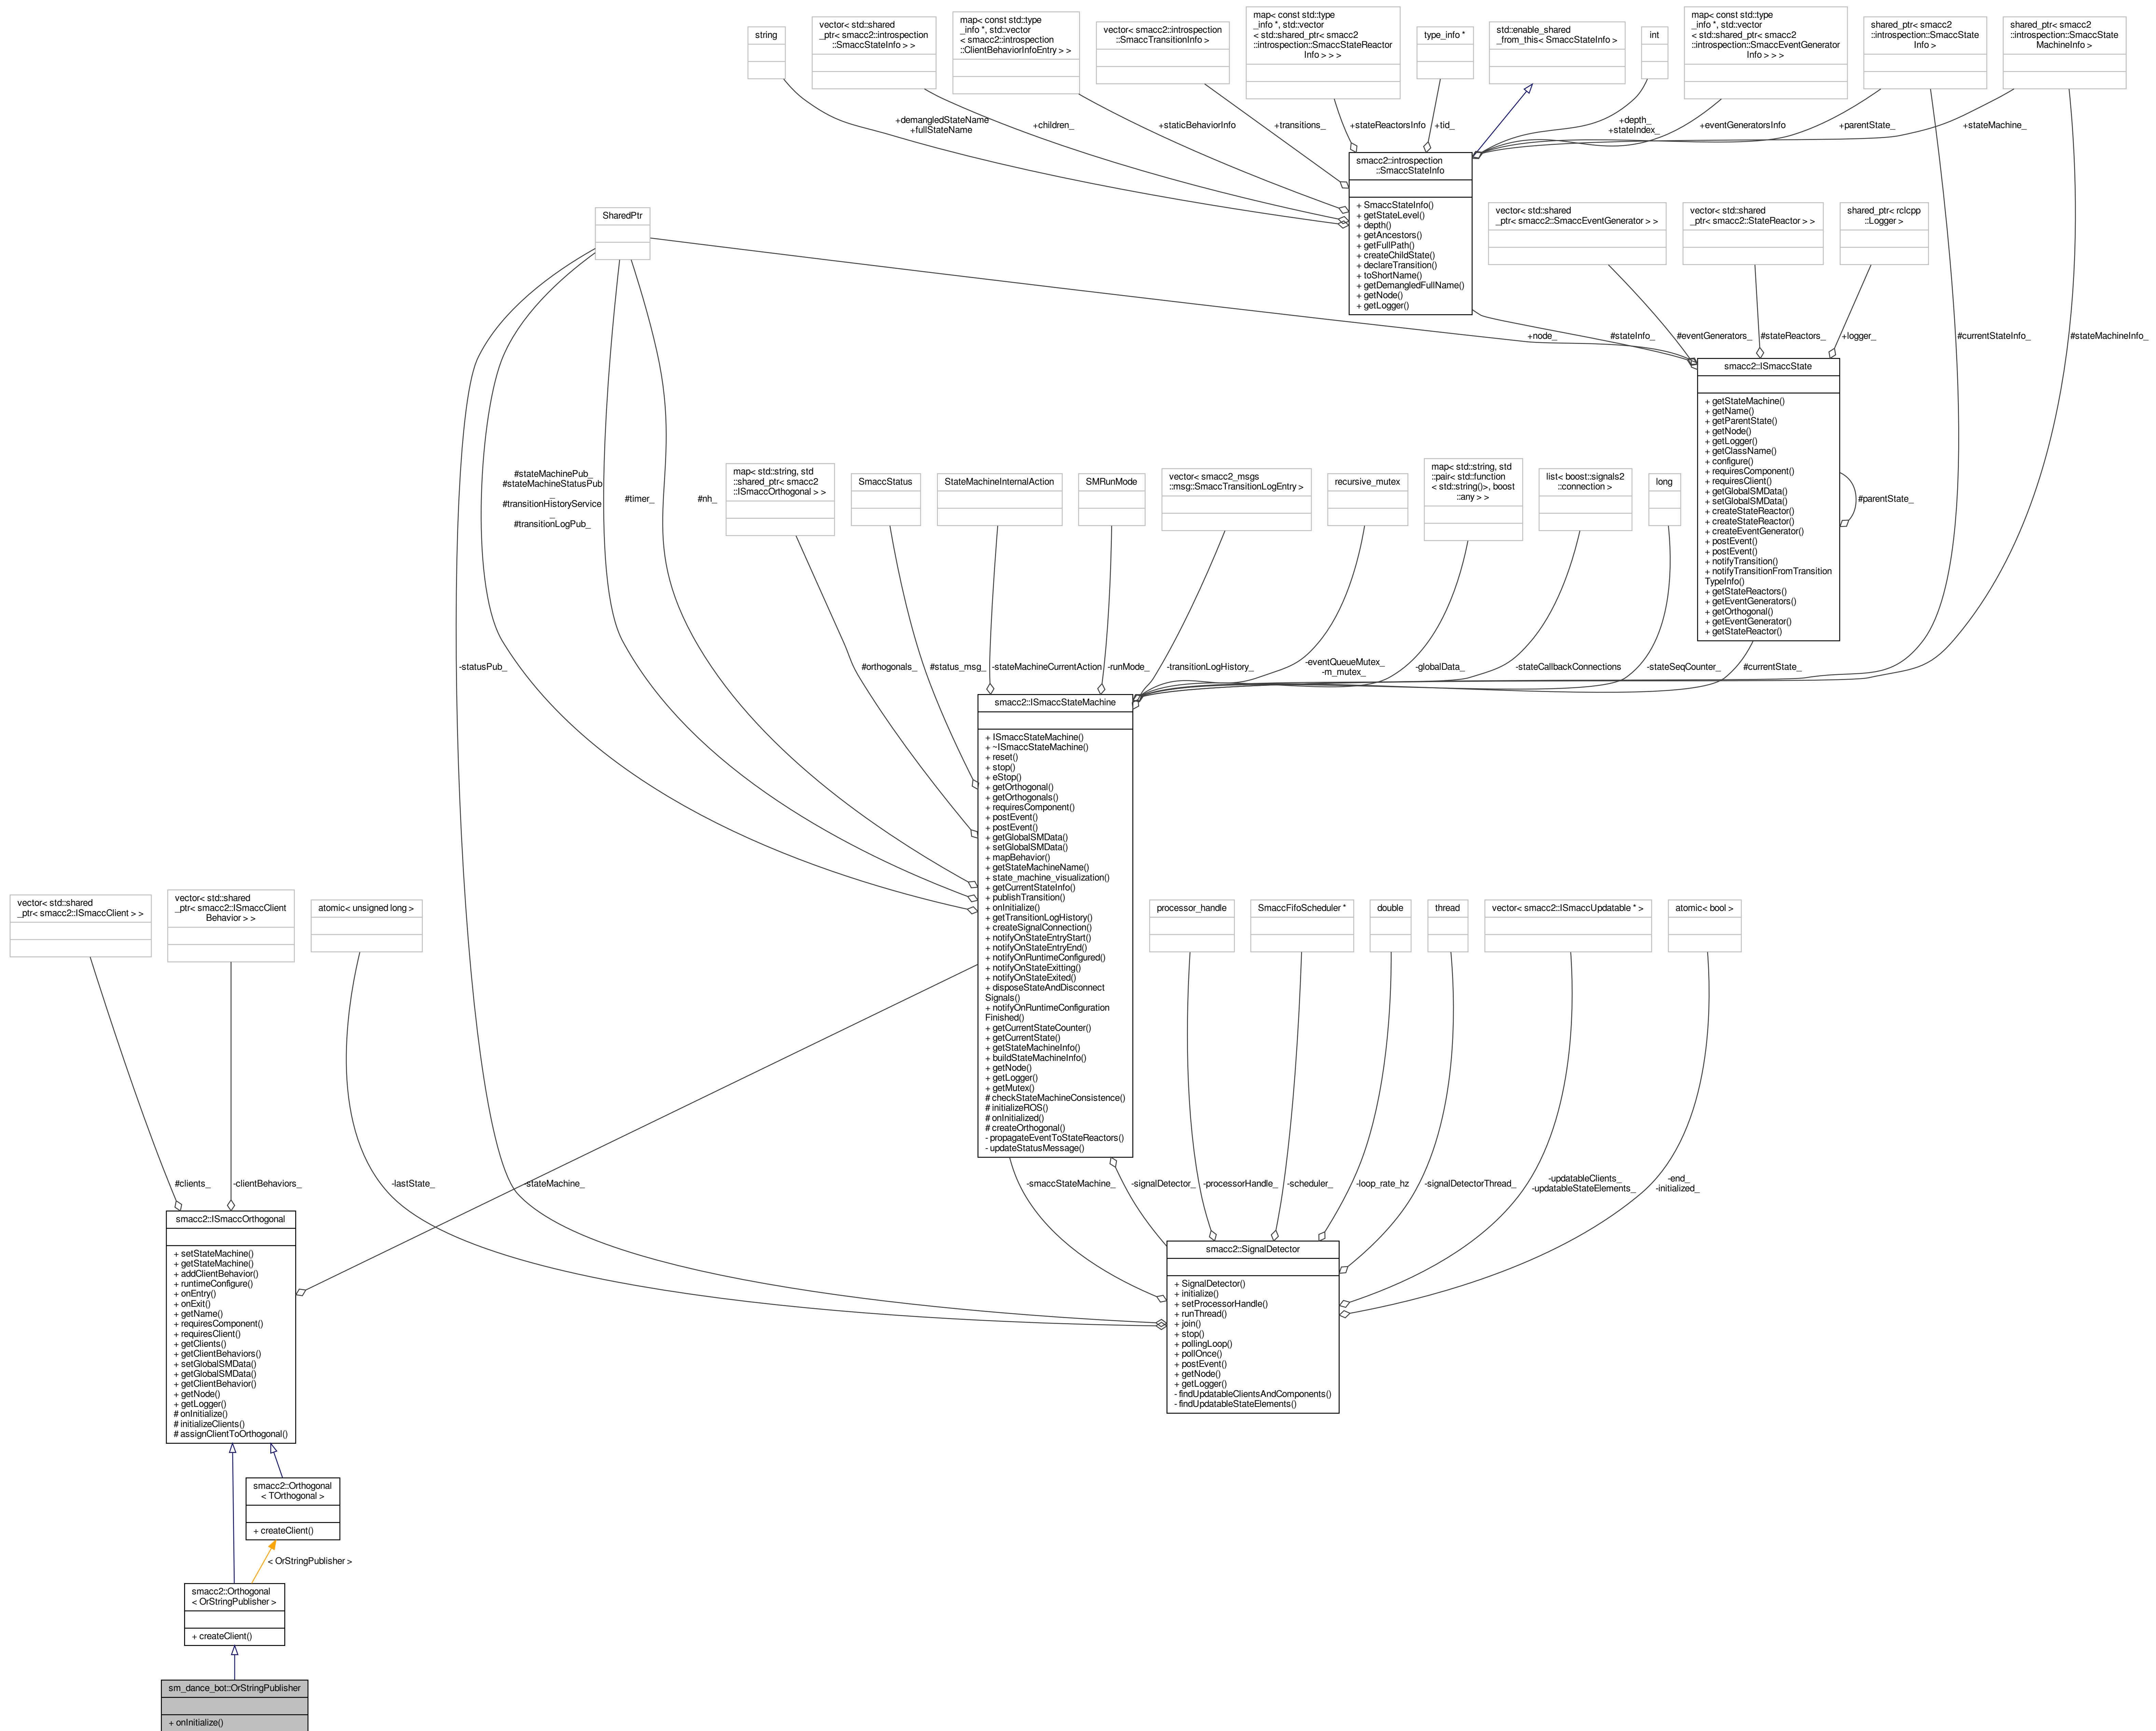 string
vector< std::shared
_ptr< smacc2::introspection
::SmaccStateInfo > >
map< const std::type
_info *, std::vector
< smacc2::introspection
::ClientBehaviorInfoEntry > >
vector< smacc2::introspection
::SmaccTransitionInfo >
map< const std::type
_info *, std::vector
< std::shared_ptr< smacc2
::introspection::SmaccStateReactor
Info > > >
type_info *
std::enable_shared
_from_this< SmaccStateInfo >
int
map< const std::type
_info *, std::vector
< std::shared_ptr< smacc2
::introspection::SmaccEventGenerator
Info > > >
shared_ptr< smacc2
::introspection::SmaccState
Info >
shared_ptr< smacc2
::introspection::SmaccState
MachineInfo >
+demangledStateName
+fullStateName
+children_
+staticBehaviorInfo
+transitions_
+stateReactorsInfo
+tid_
+depth_
+stateIndex_
+eventGeneratorsInfo
+parentState_
+stateMachine_
smacc2::introspection
::SmaccStateInfo
+ SmaccStateInfo()
+ getStateLevel()
+ depth()
+ getAncestors()
+ getFullPath()
+ createChildState()
+ declareTransition()
+ toShortName()
+ getDemangledFullName()
+ getNode()
+ getLogger()
SharedPtr
vector< std::shared
_ptr< smacc2::SmaccEventGenerator > >
vector< std::shared
_ptr< smacc2::StateReactor > >
shared_ptr< rclcpp
::Logger >
+node_
#stateInfo_
#eventGenerators_
#stateReactors_
+logger_
#currentStateInfo_
#stateMachineInfo_
smacc2::ISmaccState
+ getStateMachine()
+ getName()
+ getParentState()
+ getNode()
+ getLogger()
+ getClassName()
+ configure()
+ requiresComponent()
+ requiresClient()
+ getGlobalSMData()
+ setGlobalSMData()
+ createStateReactor()
+ createStateReactor()
+ createEventGenerator()
+ postEvent()
+ postEvent()
+ notifyTransition()
+ notifyTransitionFromTransition
TypeInfo()
+ getStateReactors()
+ getEventGenerators()
+ getOrthogonal()
+ getEventGenerator()
+ getStateReactor()
#parentState_
#stateMachinePub_
#stateMachineStatusPub
_
#transitionHistoryService
_
#transitionLogPub_
#timer_
#nh_
map< std::string, std
::shared_ptr< smacc2
::ISmaccOrthogonal > >
SmaccStatus
StateMachineInternalAction
SMRunMode
vector< smacc2_msgs
::msg::SmaccTransitionLogEntry >
recursive_mutex
map< std::string, std
::pair< std::function
< std::string()>, boost
::any > >
list< boost::signals2
::connection >
long
-statusPub_
#orthogonals_
#status_msg_
-stateMachineCurrentAction
-runMode_
-transitionLogHistory_
-eventQueueMutex_
-m_mutex_
-globalData_
-stateCallbackConnections
-stateSeqCounter_
#currentState_
smacc2::ISmaccStateMachine
+ ISmaccStateMachine()
+ ~ISmaccStateMachine()
+ reset()
+ stop()
+ eStop()
+ getOrthogonal()
+ getOrthogonals()
+ requiresComponent()
+ postEvent()
+ postEvent()
+ getGlobalSMData()
+ setGlobalSMData()
+ mapBehavior()
+ getStateMachineName()
+ state_machine_visualization()
+ getCurrentStateInfo()
+ publishTransition()
+ onInitialize()
+ getTransitionLogHistory()
+ createSignalConnection()
+ notifyOnStateEntryStart()
+ notifyOnStateEntryEnd()
+ notifyOnRuntimeConfigured()
+ notifyOnStateExitting()
+ notifyOnStateExited()
+ disposeStateAndDisconnect
Signals()
+ notifyOnRuntimeConfiguration
Finished()
+ getCurrentStateCounter()
+ getCurrentState()
+ getStateMachineInfo()
+ buildStateMachineInfo()
+ getNode()
+ getLogger()
+ getMutex()
# checkStateMachineConsistence()
# initializeROS()
# onInitialized()
# createOrthogonal()
- propagateEventToStateReactors()
- updateStatusMessage()
vector< std::shared
_ptr< smacc2::ISmaccClient > >
vector< std::shared
_ptr< smacc2::ISmaccClient
Behavior > >
atomic< unsigned long >
processor_handle
SmaccFifoScheduler *
double
thread
vector< smacc2::ISmaccUpdatable * >
atomic< bool >
#clients_
-clientBehaviors_
-lastState_
-stateMachine_
-smaccStateMachine_
-signalDetector_
-processorHandle_
-scheduler_
-loop_rate_hz
-signalDetectorThread_
-updatableClients_
-updatableStateElements_
-end_
-initialized_
smacc2::ISmaccOrthogonal
+ setStateMachine()
+ getStateMachine()
+ addClientBehavior()
+ runtimeConfigure()
+ onEntry()
+ onExit()
+ getName()
+ requiresComponent()
+ requiresClient()
+ getClients()
+ getClientBehaviors()
+ setGlobalSMData()
+ getGlobalSMData()
+ getClientBehavior()
+ getNode()
+ getLogger()
# onInitialize()
# initializeClients()
# assignClientToOrthogonal()
smacc2::SignalDetector
+ SignalDetector()
+ initialize()
+ setProcessorHandle()
+ runThread()
+ join()
+ stop()
+ pollingLoop()
+ pollOnce()
+ postEvent()
+ getNode()
+ getLogger()
- findUpdatableClientsAndComponents()
- findUpdatableStateElements()
smacc2::Orthogonal
< TOrthogonal >
+ createClient()
< OrStringPublisher >
smacc2::Orthogonal
< OrStringPublisher >
+ createClient()
sm_dance_bot::OrStringPublisher
+ onInitialize()